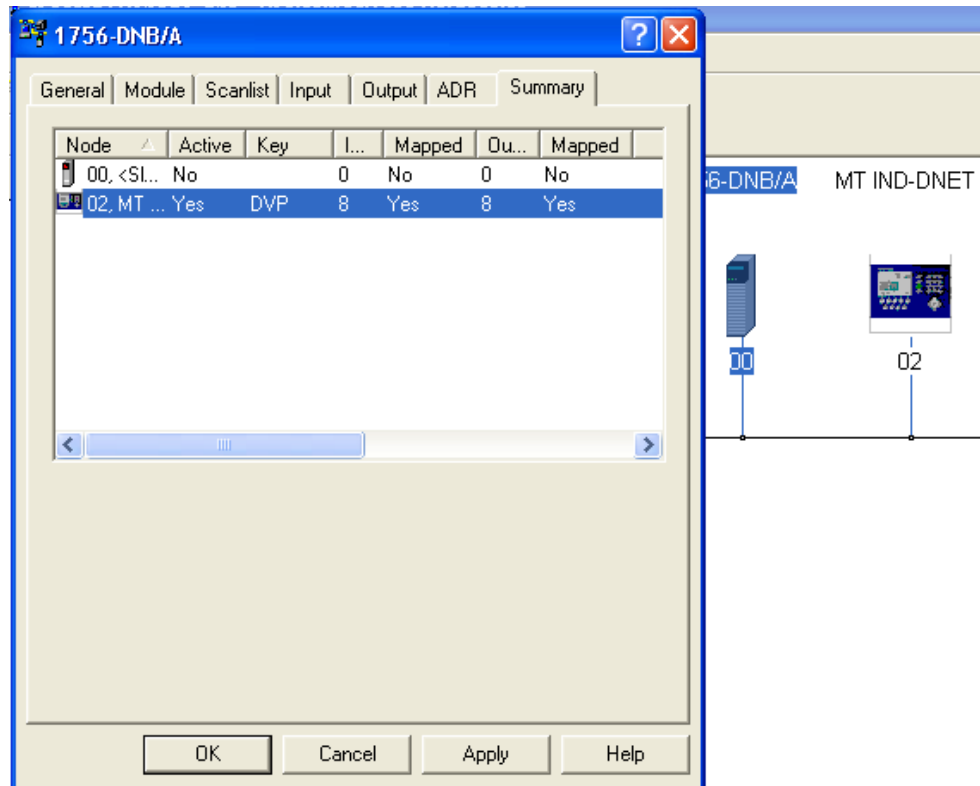 1756-DNB/A
General Module Scanlist Input Output ADR Summary
Node Active Key I... Mapped Ou... Mapped
00, <SI... No 0 No 0 No
02, MT ... Yes DVP 8 Yes 8 Yes
OK Cancel Apply Help
6-DNB/A MT IND-DNET
00 02